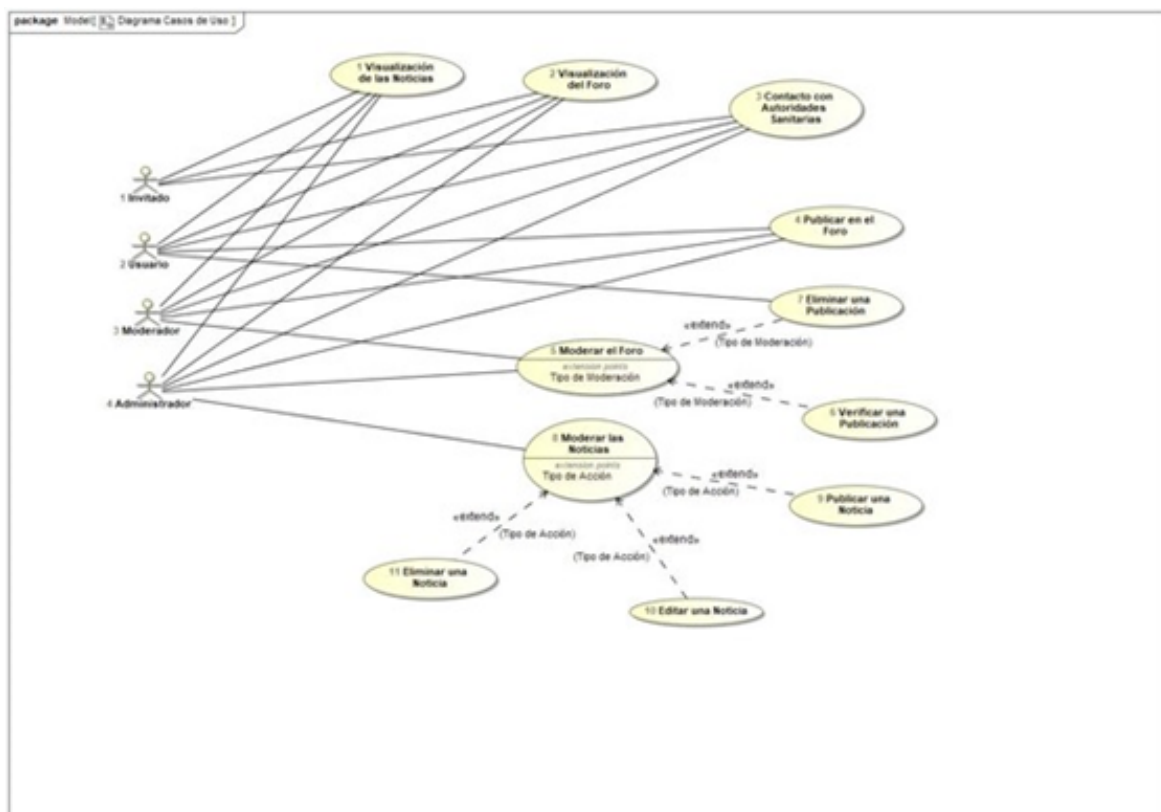 package Model[ Diagrama Casos de Uso ]
1 Visualización
de las Noticias
2 Visualización
del Foro
3 Contacto con
Autoridades
Sanitarias
1 Invitado
4 Publicar en el
Foro
2 Usuario
7 Eliminar una
Publicación
3 Moderador
«extend»
(Tipo de Moderación)
5 Moderar el Foro
extension points
Tipo de Moderación
«extend»
(Tipo de Moderación)
4 Administrador
6 Verificar una
Publicación
8 Moderar las
Noticias
extension points
Tipo de Acción
«extend»
(Tipo de Acción)
9 Publicar una
Noticia
«extend»
(Tipo de Acción)
«extend»
(Tipo de Acción)
11 Eliminar una
Noticia
10 Editar una Noticia